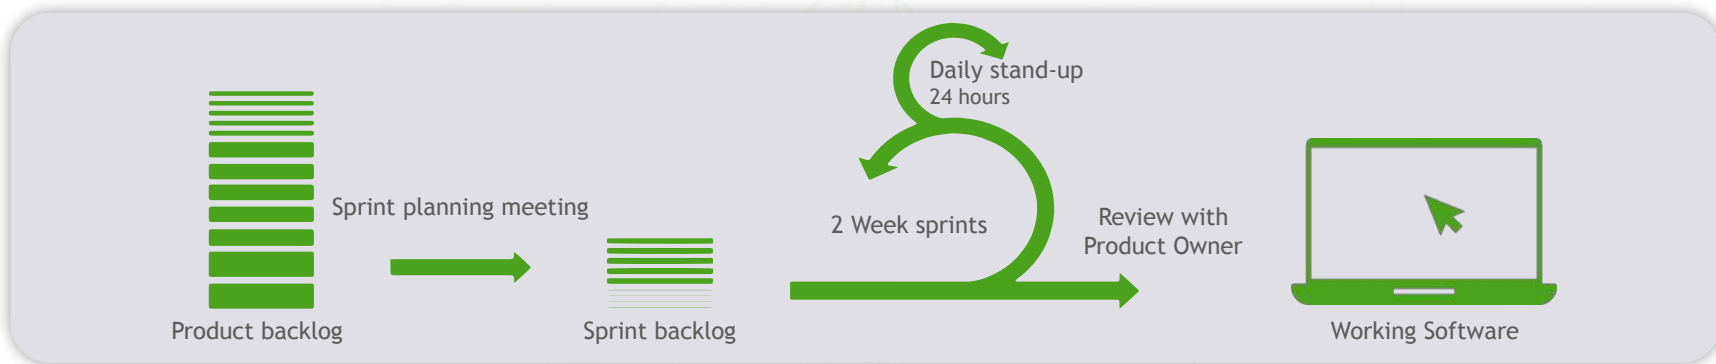 Product backlog
Sprint planning meeting
Sprint backlog
Daily stand-up
24 hours
2 Week sprints
Review with
Product Owner
Working Software